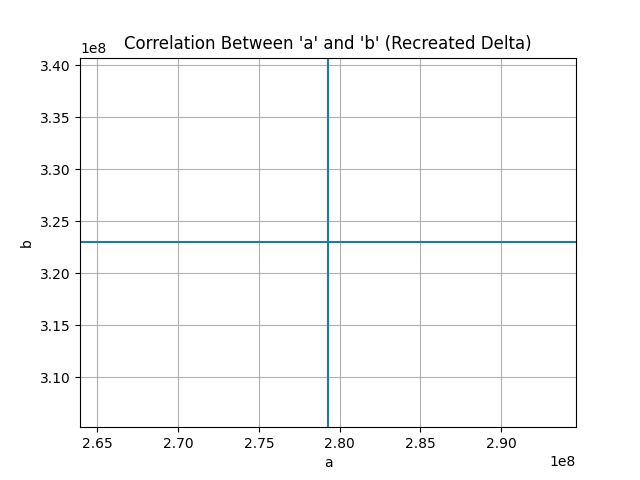 Correlation Between 'a' and 'b' (Recreated Delta)
1e8
3.40
3.35
3.30
3.25
3.20
3.15
3.10
b
2.65 2.70 2.75 2.80 2.85 2.90
a
1e8